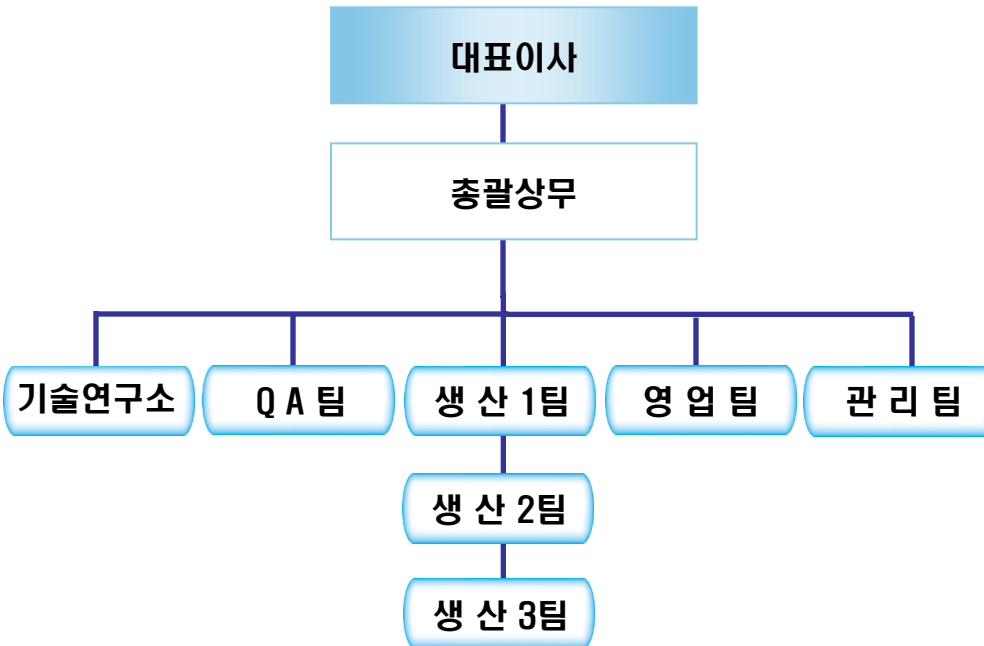 대표이사
총괄상무
기술연구소
Q A 팀
생 산 1팀
영 업 팀
관 리 팀
생 산 2팀
생 산 3팀